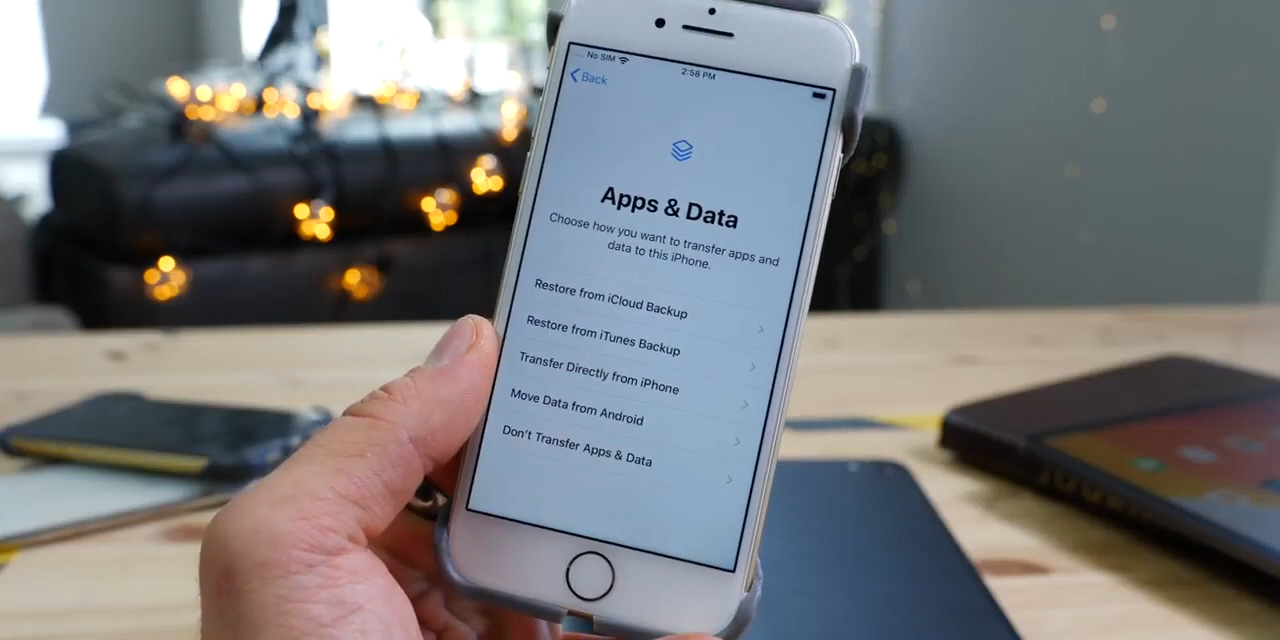 No SIM
2:58 PM
Back
Apps & Data
Choose how you want to transfer apps and
data to this iPhone.
Restore from iCloud Backup
Restore from iTunes Backup
Transfer Directly from iPhone
Move Data from Android
Don't Transfer Apps & Data